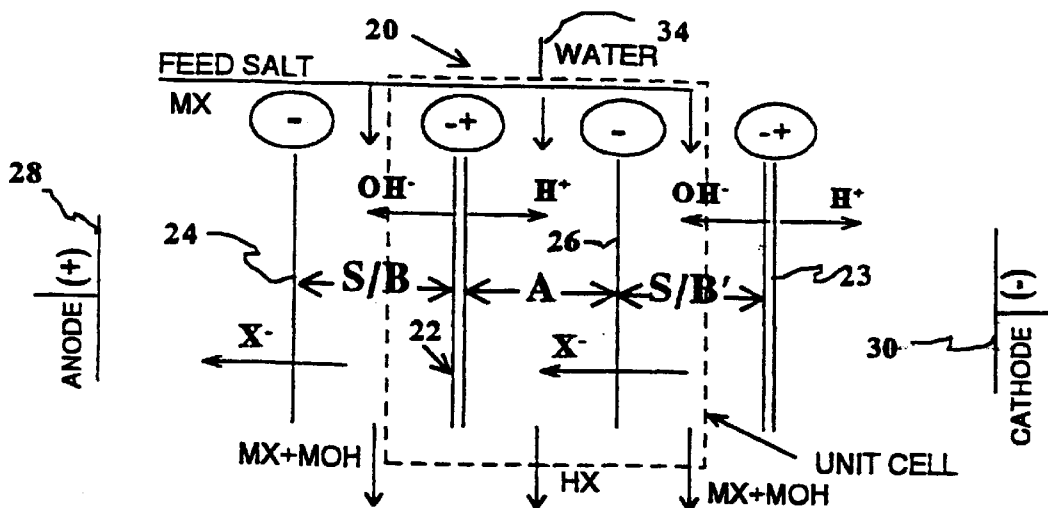 20
34
FEED SALT
WATER
MX
-
-+
-
-+
28
OH-
H+
OH-
H+
24
26
23
ANODE (+)
S/B
A
S/B'
CATHODE (-)
22
30
X-
X-
MX+MOH
HX
MX+MOH
UNIT CELL